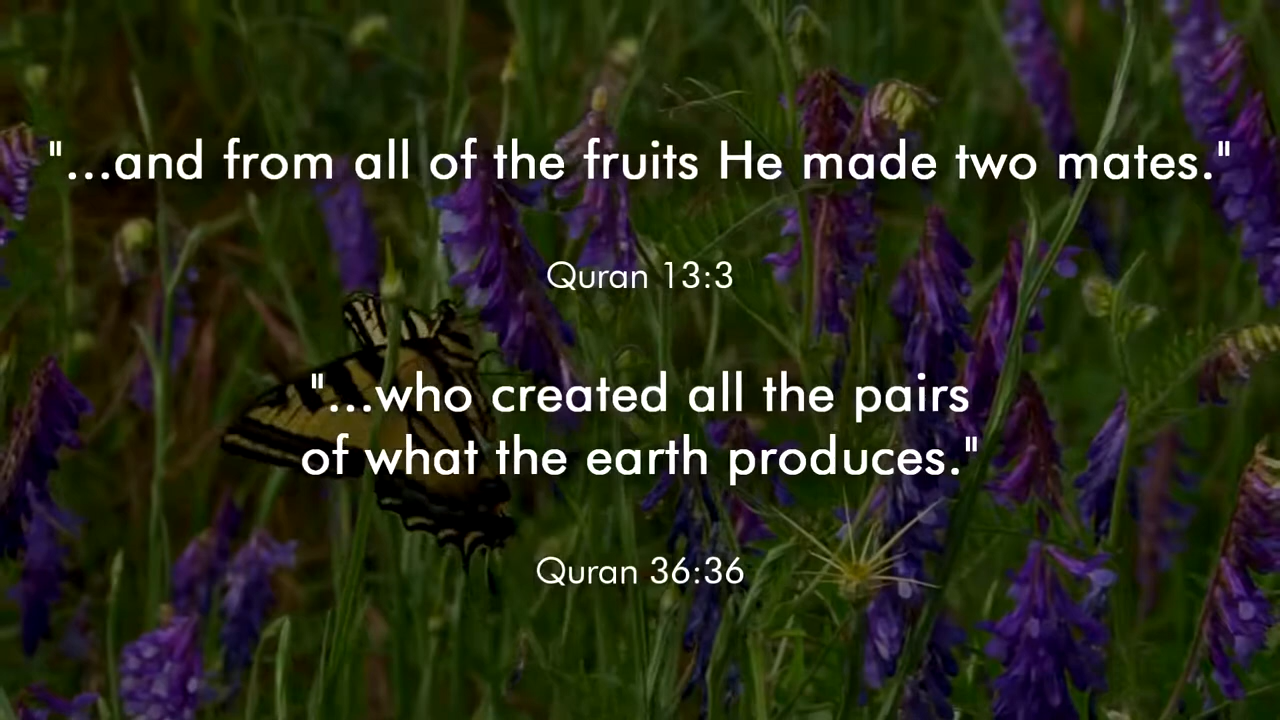 "...and from all of the fruits He made two mates."
Quran 13:3
"...who created all the pairs
of what the earth produces."
Quran 36:36